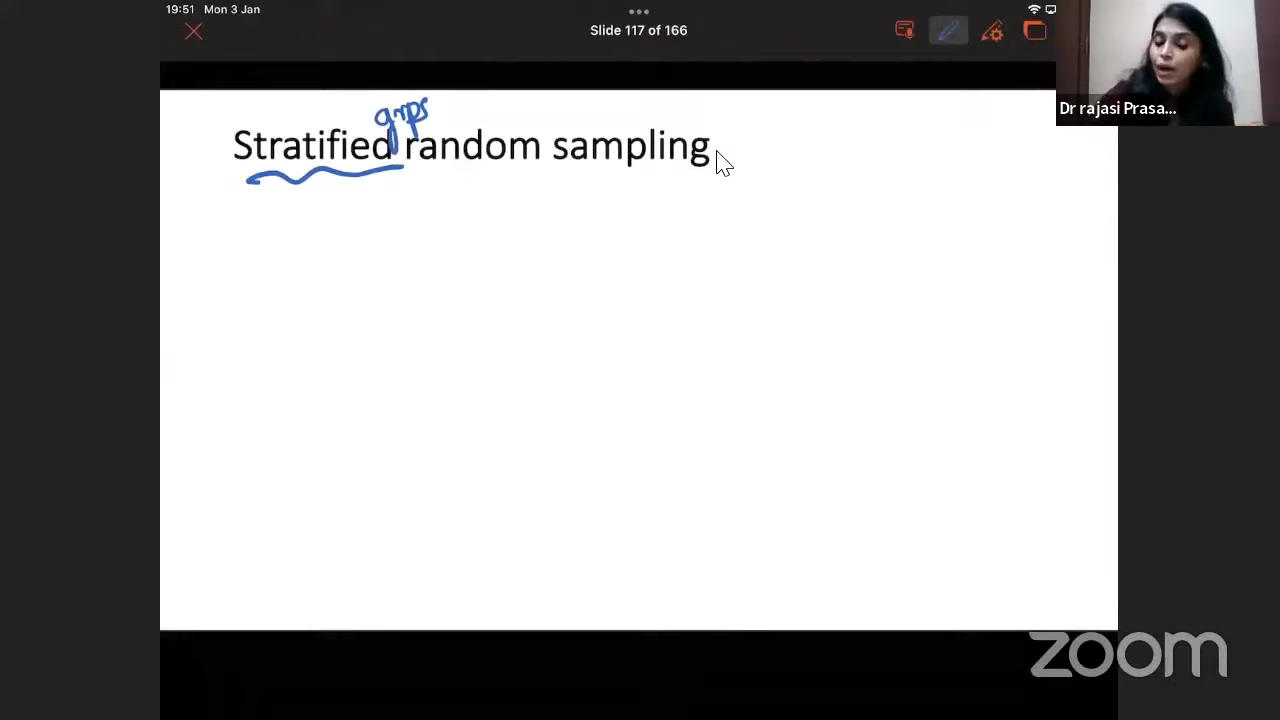 19:51 Mon 3 Jan
Slide 117 of 166
Dr rajasi Prasa...
grps
Stratified random sampling
zoom